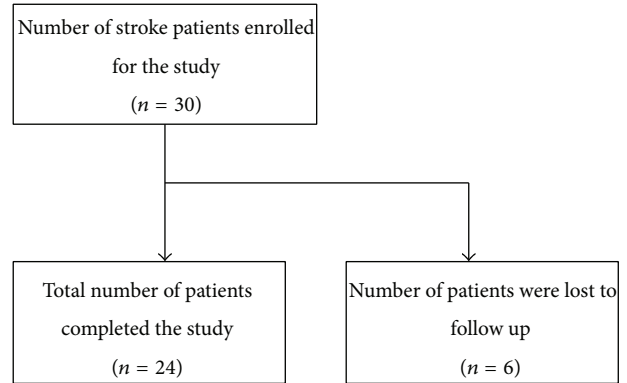 Number of stroke patients enrolled
for the study
(n = 30)
Total number of patients
completed the study
(n = 24)
Number of patients were lost to
follow up
(n = 6)